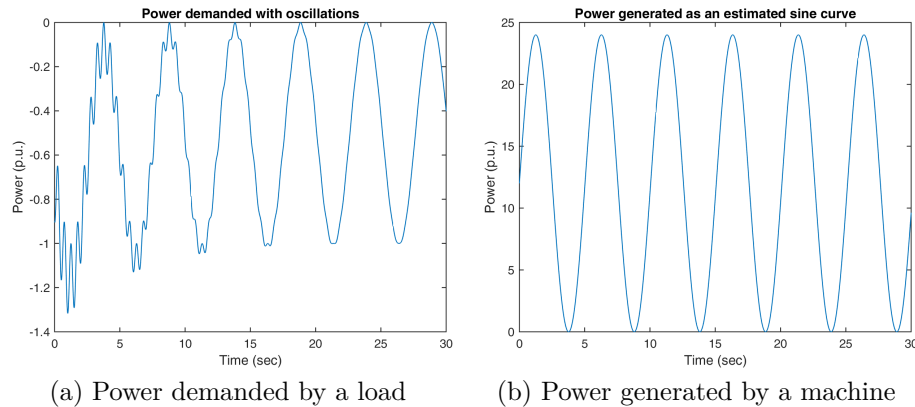 Power demanded with oscillations
0
-0.2
-0.4
-0.6
-0.8
-1
-1.2
-1.4
Power (p.u.)
0 5 10 15 20 25 30
Time (sec)
(a) Power demanded by a load
Power generated as an estimated sine curve
25
20
15
10
5
0
Power (p.u.)
0 5 10 15 20 25 30
Time (sec)
(b) Power generated by a machine